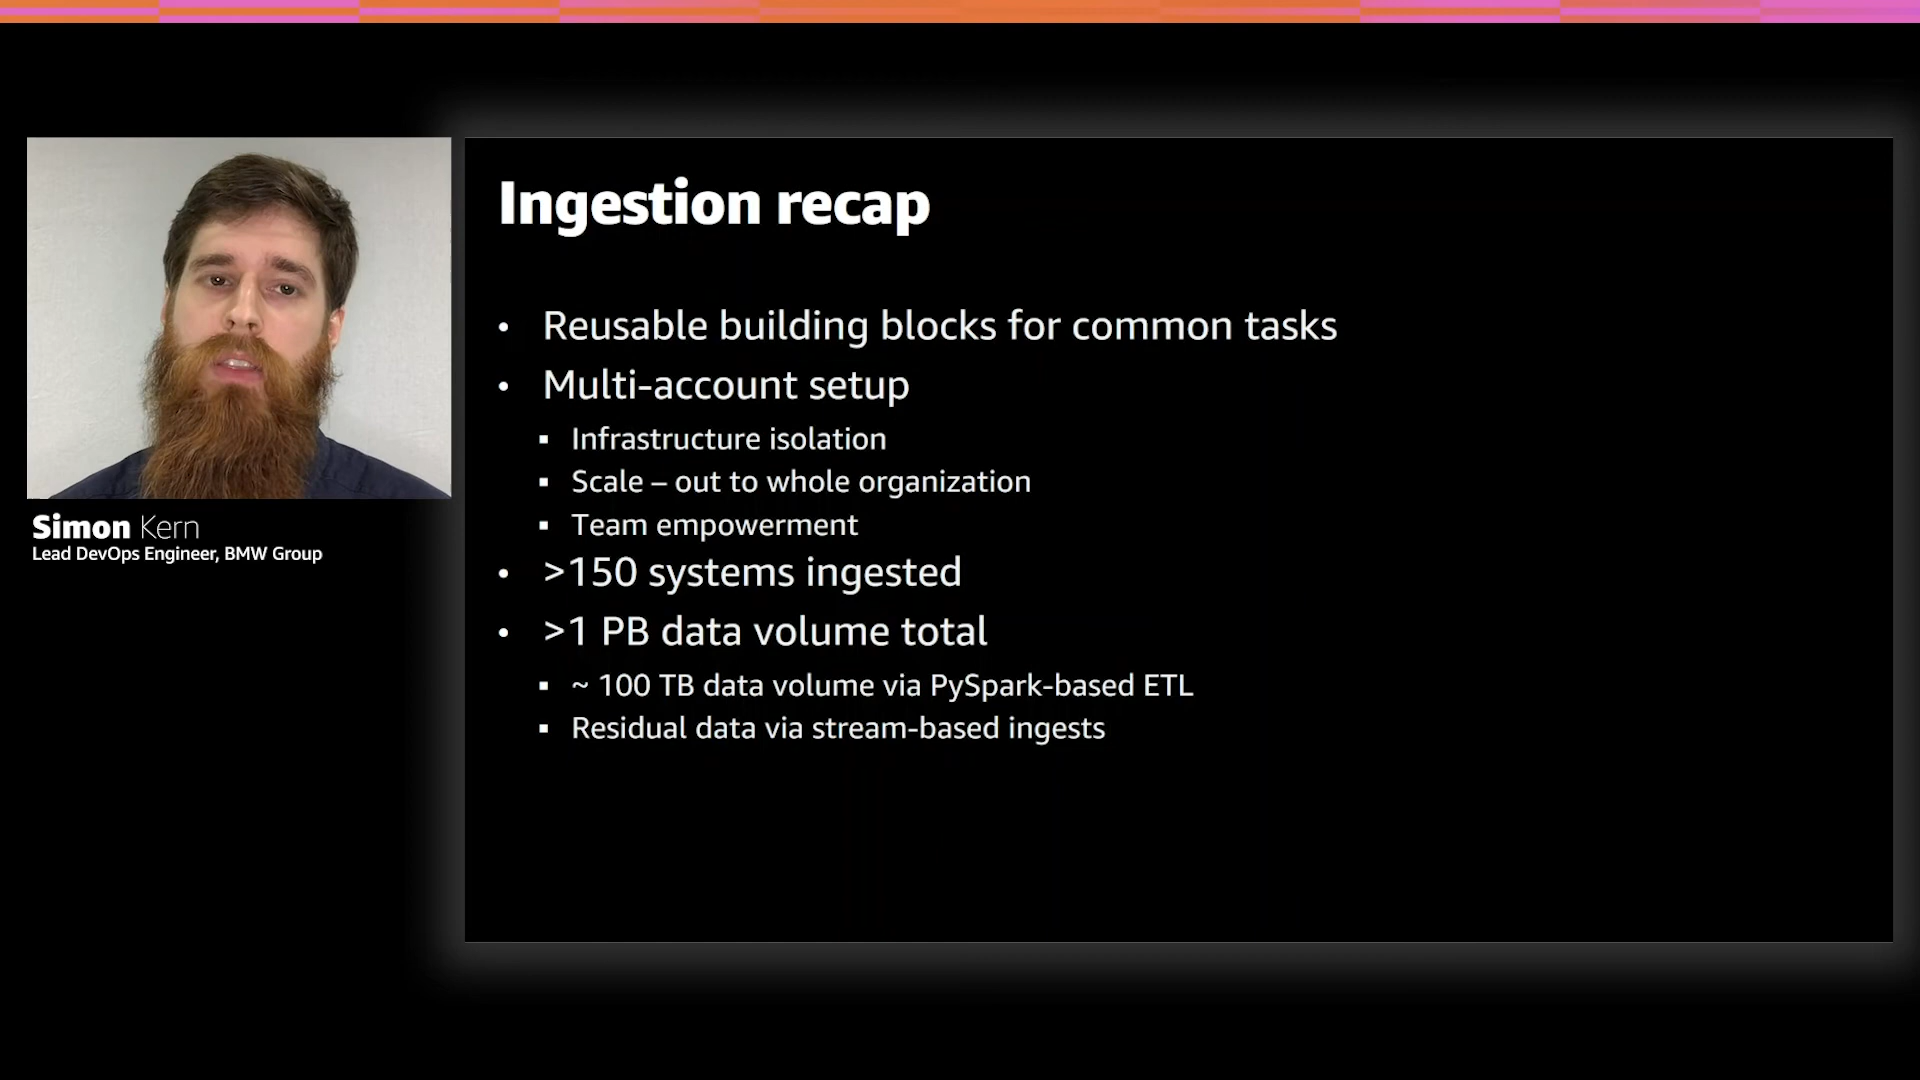 Ingestion recap
• Reusable building blocks for common tasks
• Multi-account setup
▪ Infrastructure isolation
▪ Scale – out to whole organization
▪ Team empowerment
• >150 systems ingested
• >1 PB data volume total
▪ ~ 100 TB data volume via PySpark-based ETL
▪ Residual data via stream-based ingests
Simon Kern
Lead DevOps Engineer, BMW Group